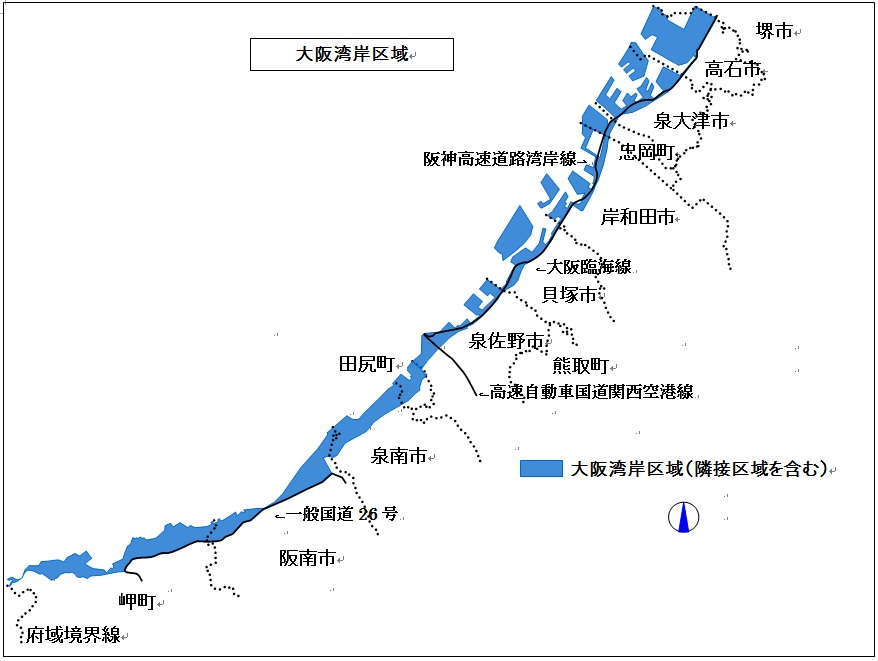 大阪湾岸区域
堺市
高石市
泉大津市
忠岡町
阪神高速道路湾岸線
岸和田市
大阪臨海線
貝塚市
泉佐野市
田尻町
熊取町
高速自動車国道関西空港線
泉南市
大阪湾岸区域(隣接区域を含む)
一般国道26号
阪南市
岬町
府域境界線